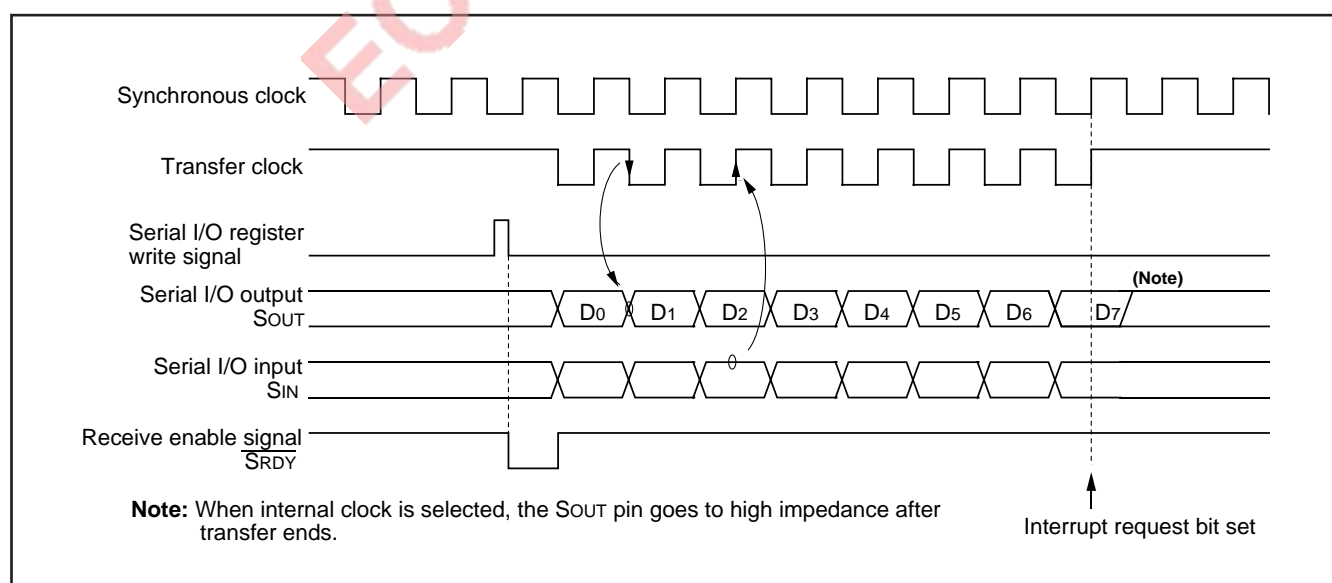 EC
Synchronous clock
Transfer clock
Serial I/O register
write signal
Serial I/O output
SOUT
(Note)
D0 D1 D2 D3 D4 D5 D6 D7
Serial I/O input
SIN
Receive enable signal
SRDY
Note: When internal clock is selected, the SOUT pin goes to high impedance after
transfer ends.
Interrupt request bit set